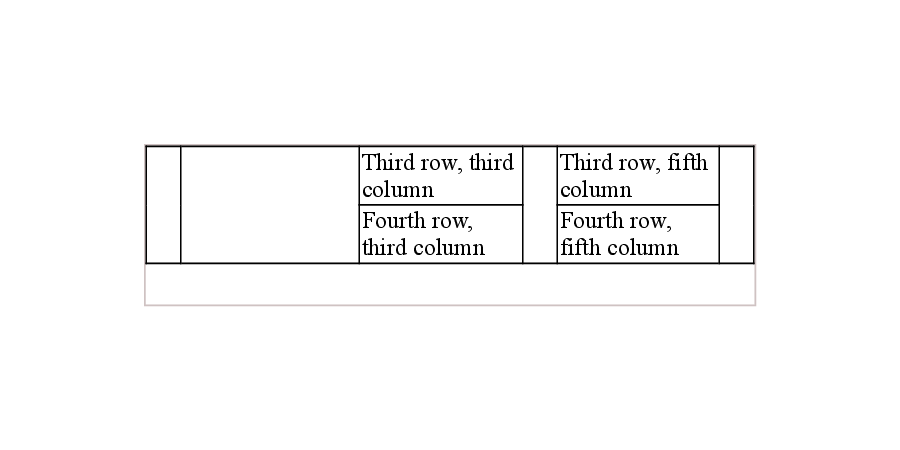 Third row, third
column
Third row, fifth
column
Fourth row,
third column
Fourth row,
fifth column